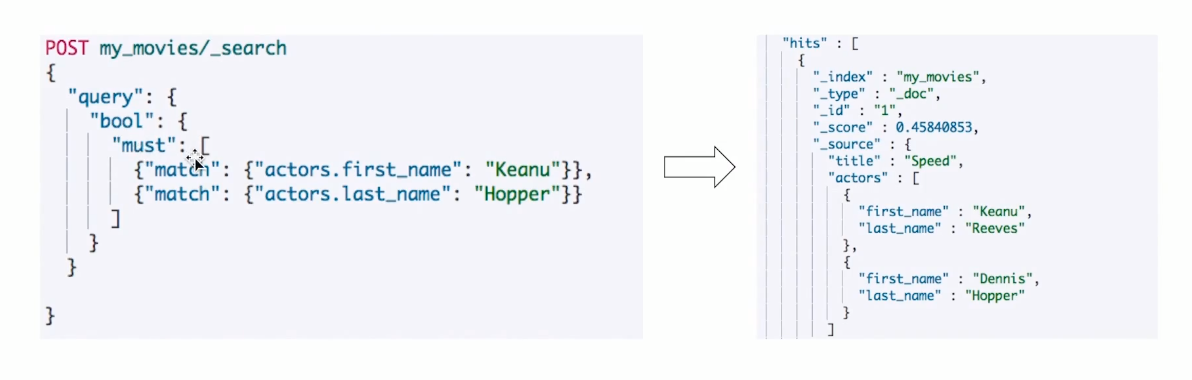 POST my_movies/_search
{
"query": {
"bool": {
"must": [
{"match": {"actors.first_name": "Keanu"}},
{"match": {"actors.last_name": "Hopper"}}
]
}
}
}
"hits" : [
{
"_index" : "my_movies",
"_type" : "_doc",
"_id" : "1",
"_score" : 0.45840853,
"_source" : {
"title" : "Speed",
"actors" : [
{
"first_name" : "Keanu",
"last_name" : "Reeves"
},
{
"first_name" : "Dennis",
"last_name" : "Hopper"
}
]